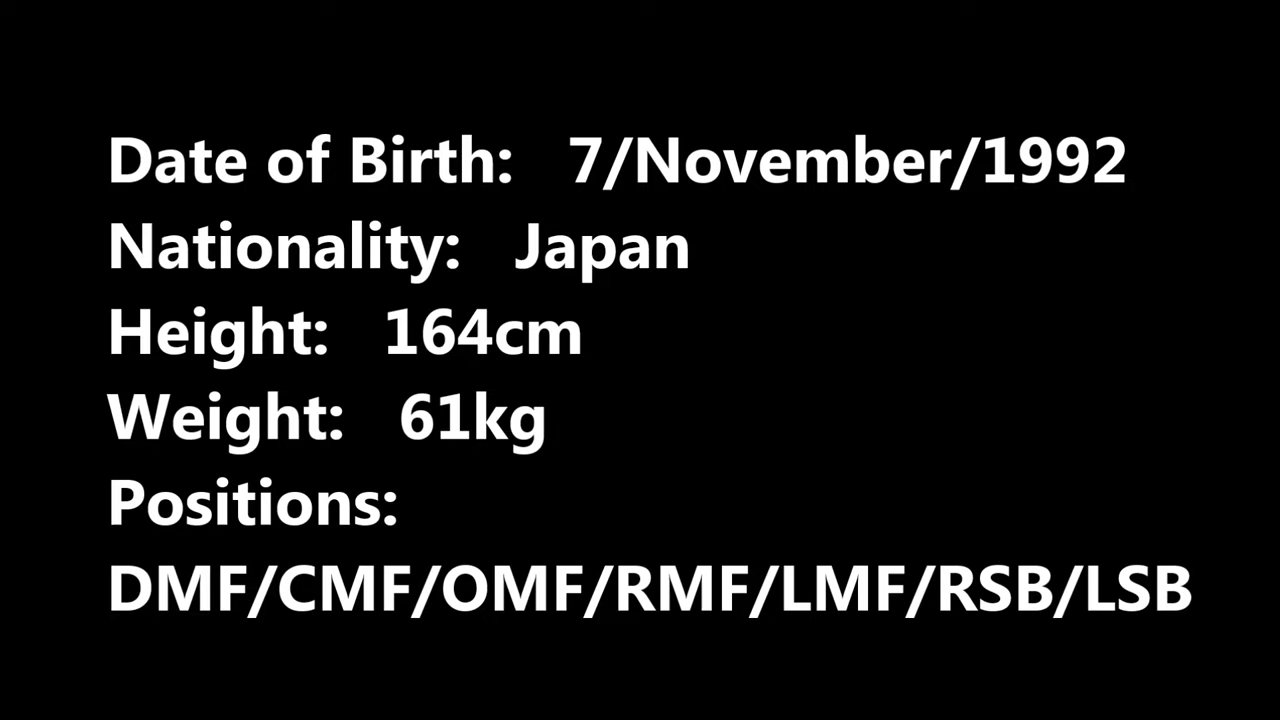 Date of Birth: 7/November/1992
Nationality: Japan
Height: 164cm
Weight: 61kg
Positions:
DMF/CMF/OMF/RMF/LMF/RSB/LSB